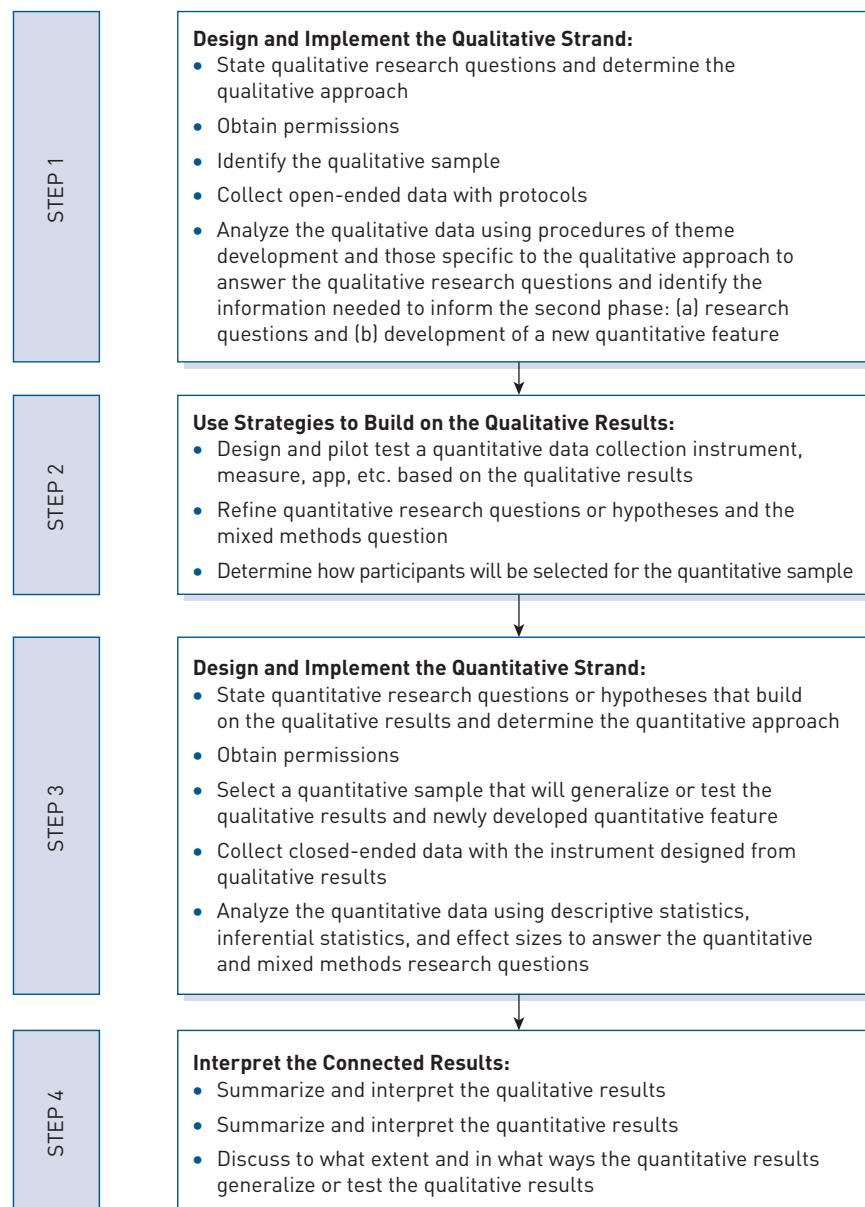 STEP 1
Design and Implement the Qualitative Strand:
• State qualitative research questions and determine the
qualitative approach
• Obtain permissions
• Identify the qualitative sample
• Collect open-ended data with protocols
• Analyze the qualitative data using procedures of theme
development and those specific to the qualitative approach to
answer the qualitative research questions and identify the
information needed to inform the second phase: (a) research
questions and (b) development of a new quantitative feature
STEP 2
Use Strategies to Build on the Qualitative Results:
• Design and pilot test a quantitative data collection instrument,
measure, app, etc. based on the qualitative results
• Refine quantitative research questions or hypotheses and the
mixed methods question
• Determine how participants will be selected for the quantitative sample
STEP 3
Design and Implement the Quantitative Strand:
• State quantitative research questions or hypotheses that build
on the qualitative results and determine the quantitative approach
• Obtain permissions
• Select a quantitative sample that will generalize or test the
qualitative results and newly developed quantitative feature
• Collect closed-ended data with the instrument designed from
qualitative results
• Analyze the quantitative data using descriptive statistics,
inferential statistics, and effect sizes to answer the quantitative
and mixed methods research questions
STEP 4
Interpret the Connected Results:
• Summarize and interpret the qualitative results
• Summarize and interpret the quantitative results
• Discuss to what extent and in what ways the quantitative results
generalize or test the qualitative results